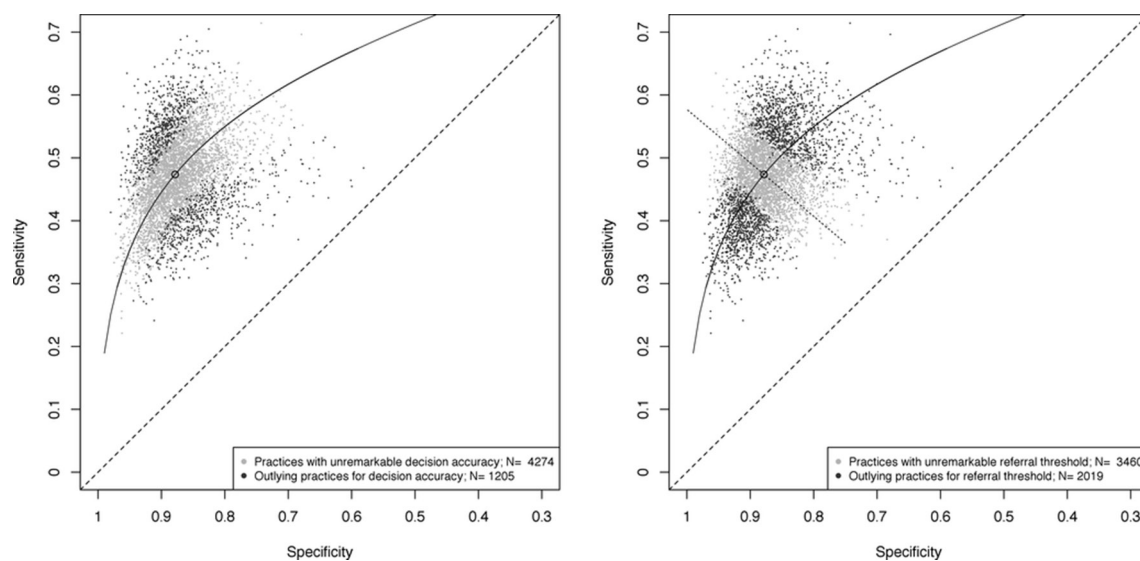 0.7
0.6
0.5
0.4
0.3
0.2
0.1
0
Sensitivity
Practices with unremarkable decision accuracy; N= 4274
Outlying practices for decision accuracy; N= 1205
1 0.9 0.8 0.7 0.6 0.5 0.4 0.3
Specificity
0.7
0.6
0.5
0.4
0.3
0.2
0.1
0
Sensitivity
Practices with unremarkable referral threshold; N= 3460
Outlying practices for referral threshold; N= 2019
1 0.9 0.8 0.7 0.6 0.5 0.4 0.3
Specificity